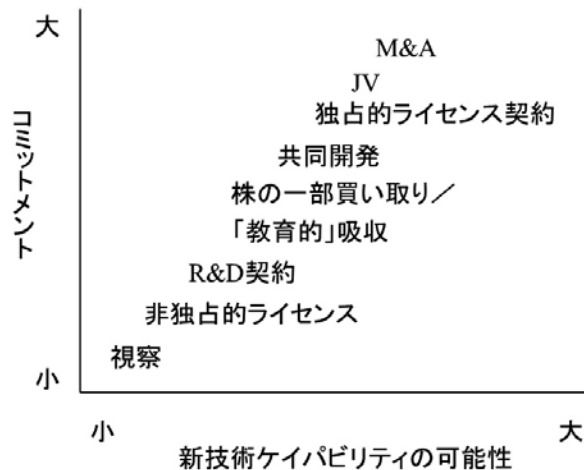 大
コミットメント
小
M&A
JV
独占的ライセンス契約
共同開発
株の一部買い取り／
「教育的」吸収
R&D契約
非独占的ライセンス
視察
小
大
新技術ケイパビリティの可能性